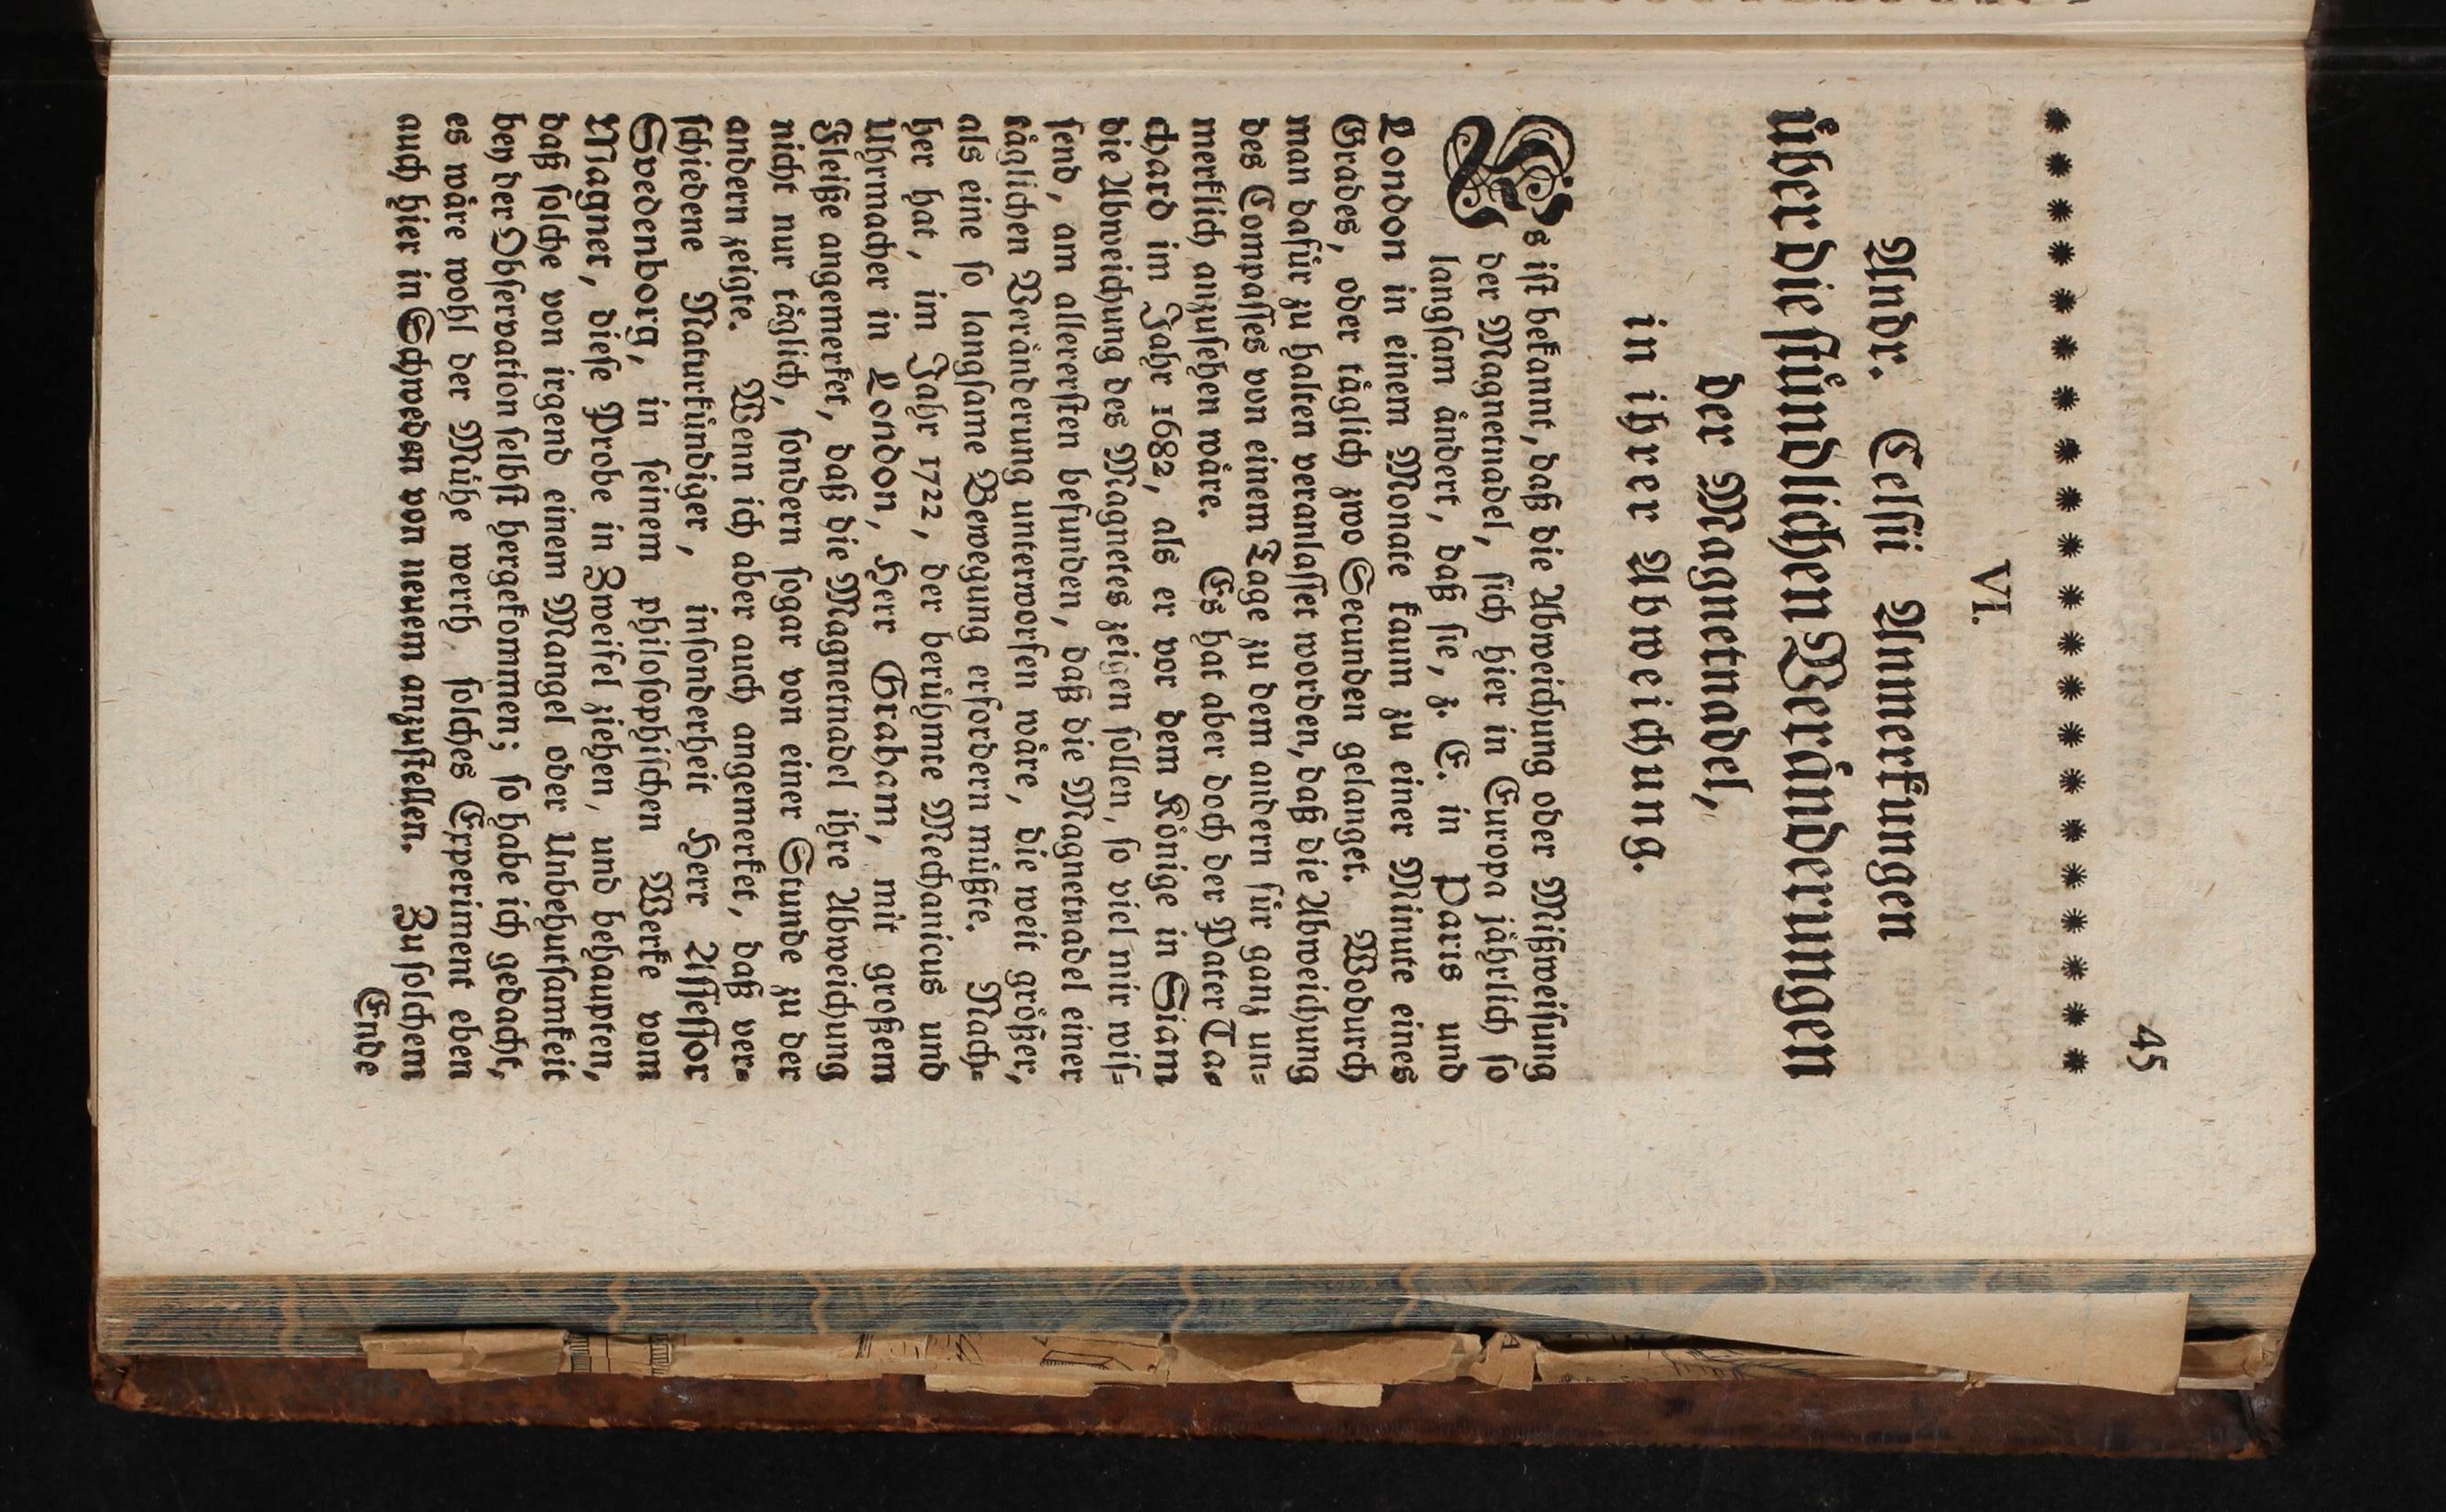 45
VI.
Andr. Celsii Anmerkungen
über die stündlichen Veränderungen
der Magnetnadel,
in ihrer Abweichung.
Es ist bekannt, daß die Abweichung oder Mißweisung
der Magnetnadel, sich hier in Europa jährlich so
langsam ändert, daß sie, z. E. in Paris und
London in einem Monate kaum zu einer Minute eines
Grades, oder täglich zwo Secunden gelanget. Wodurch
man dafür zu halten veranlasset worden, daß die Abweichung
des Compasses von einem Tage zu dem andern für ganz un-
merklich anzusehen wäre. Es hat aber doch der Pater Ta-
chard im Jahr 1682, als er vor dem Könige in Siam
die Abweichung des Magnetes zeigen sollen, so viel mir wis-
send, am allerersten befunden, daß die Magnetnadel einer
täglichen Veränderung unterworfen wäre, die weit größer,
als eine so langsame Bewegung erfordern müßte. Nach-
her hat, im Jahr 1722, der berühmte Mechanicus und
Uhrmacher in London, Herr Graham, mit großem
Fleiße angemerket, daß die Magnetnadel ihre Abweichung
nicht nur täglich, sondern sogar von einer Stunde zu der
andern zeigte. Wenn ich aber auch angemerket, daß ver-
schiedene Naturkündiger, insonderheit Herr Assessor
Svedenborg, in seinem philosophischen Werke vom
Magnet, diese Probe in Zweifel ziehen, und behaupten,
daß solche von irgend einem Mangel oder Unbehutsamkeit
bey der Observation selbst hergekommen; so habe ich gedacht,
es wäre wohl der Mühe werth, solches Experiment eben
auch hier in Schweden von neuem anzustellen. Zu solchem
Ende